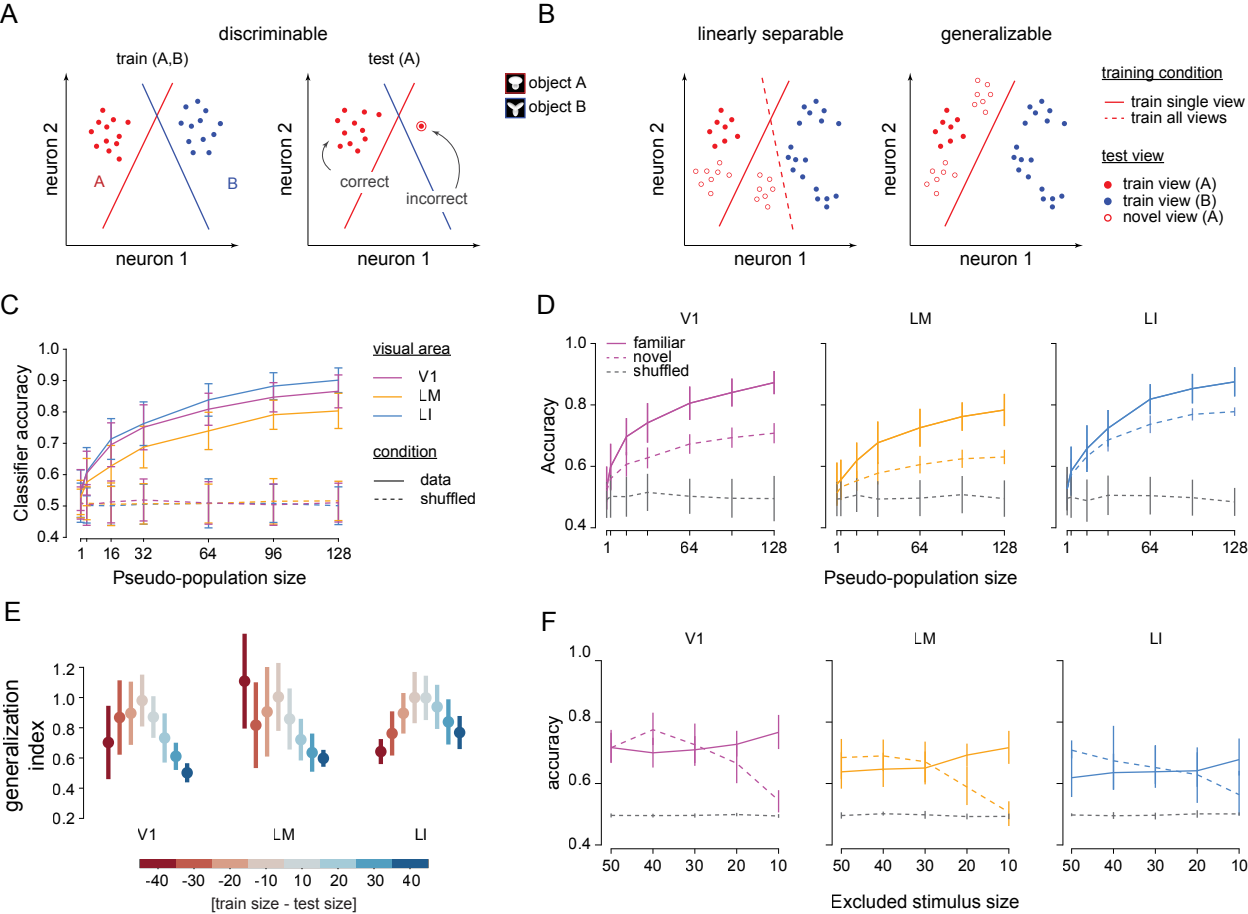 A
discriminable
train (A,B)
test (A)
neuron 2
neuron 1
A
B
neuron 2
neuron 1
correct
incorrect
object A
object B
B
linearly separable
generalizable
neuron 2
neuron 1
neuron 2
neuron 1
training condition
train single view
train all views
test view
train view (A)
train view (B)
novel view (A)
C
Classifier accuracy
1.0
0.9
0.8
0.7
0.6
0.5
0.4
1 16 32 64 96 128
Pseudo-population size
visual area
V1
LM
LI
condition
data
shuffled
D
V1
LM
LI
familiar
novel
shuffled
Accuracy
1.0
0.8
0.6
0.4
1 64 128
1 64 128
1 64 128
Pseudo-population size
E
generalization
index
1.2
1.0
0.8
0.6
0.4
0.2
V1
LM
LI
-40 -30 -20 -10 10 20 30 40
[train size - test size]
F
V1
LM
LI
accuracy
1.0
0.8
0.6
0.4
50 40 30 20 10
50 40 30 20 10
50 40 30 20 10
Excluded stimulus size